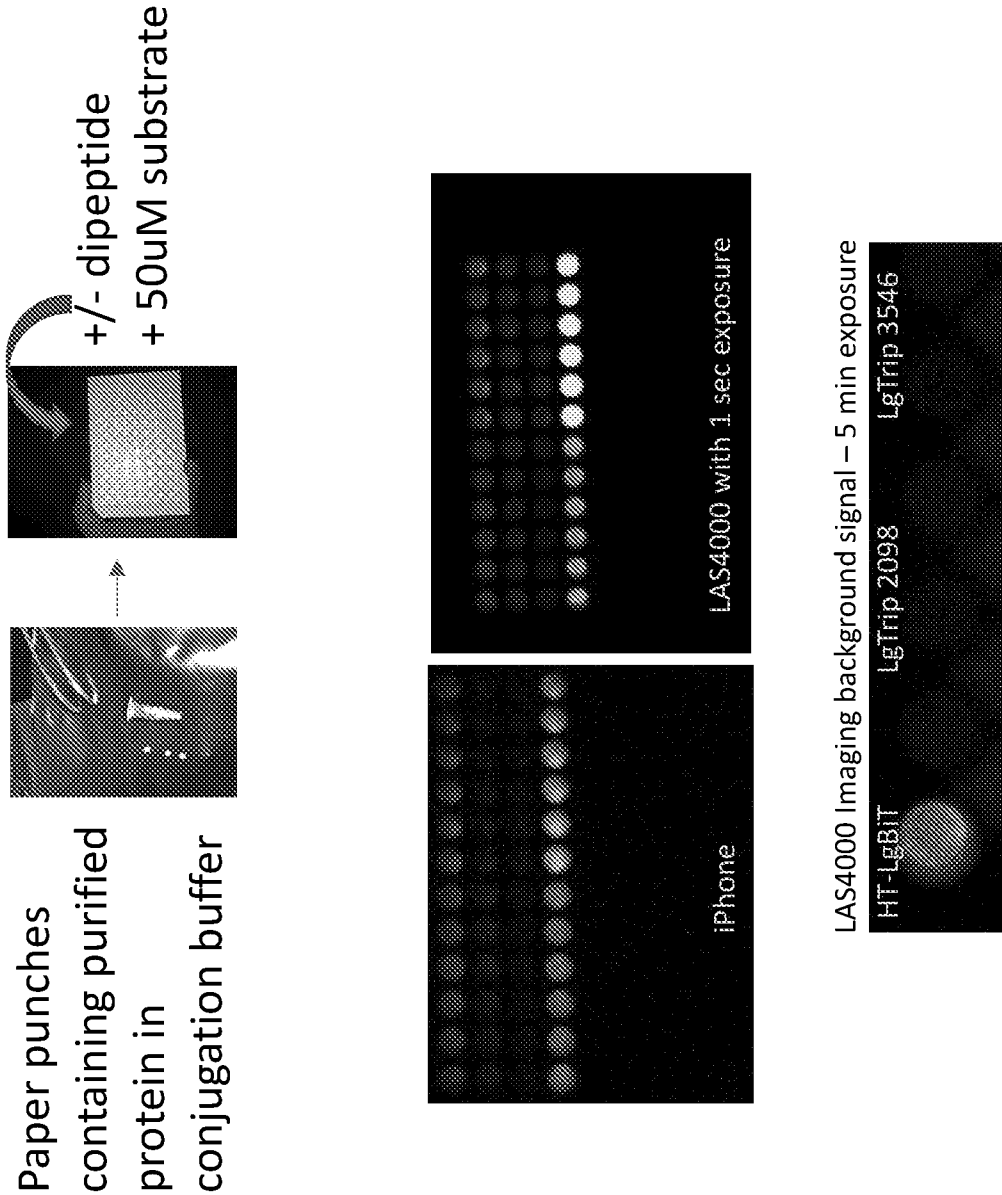 Paper punches
containing purified
protein in
conjugation buffer
+/- dipeptide
+ 50uM substrate
iPhone
LAS4000 with 1 sec exposure
LAS4000 Imaging background signal – 5 min exposure
HT-LgBiT
LgTrip 2098
LgTrip 3546